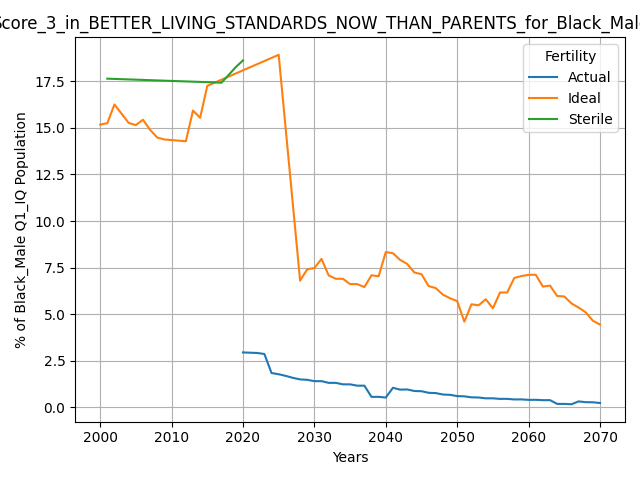 Score_3_in_BETTER_LIVING_STANDARDS_NOW_THAN_PARENTS_for_Black_Male
Fertility
Actual
Ideal
Sterile
% of Black_Male Q1_IQ Population
17.5
15.0
12.5
10.0
7.5
5.0
2.5
0.0
2000 2010 2020 2030 2040 2050 2060 2070
Years